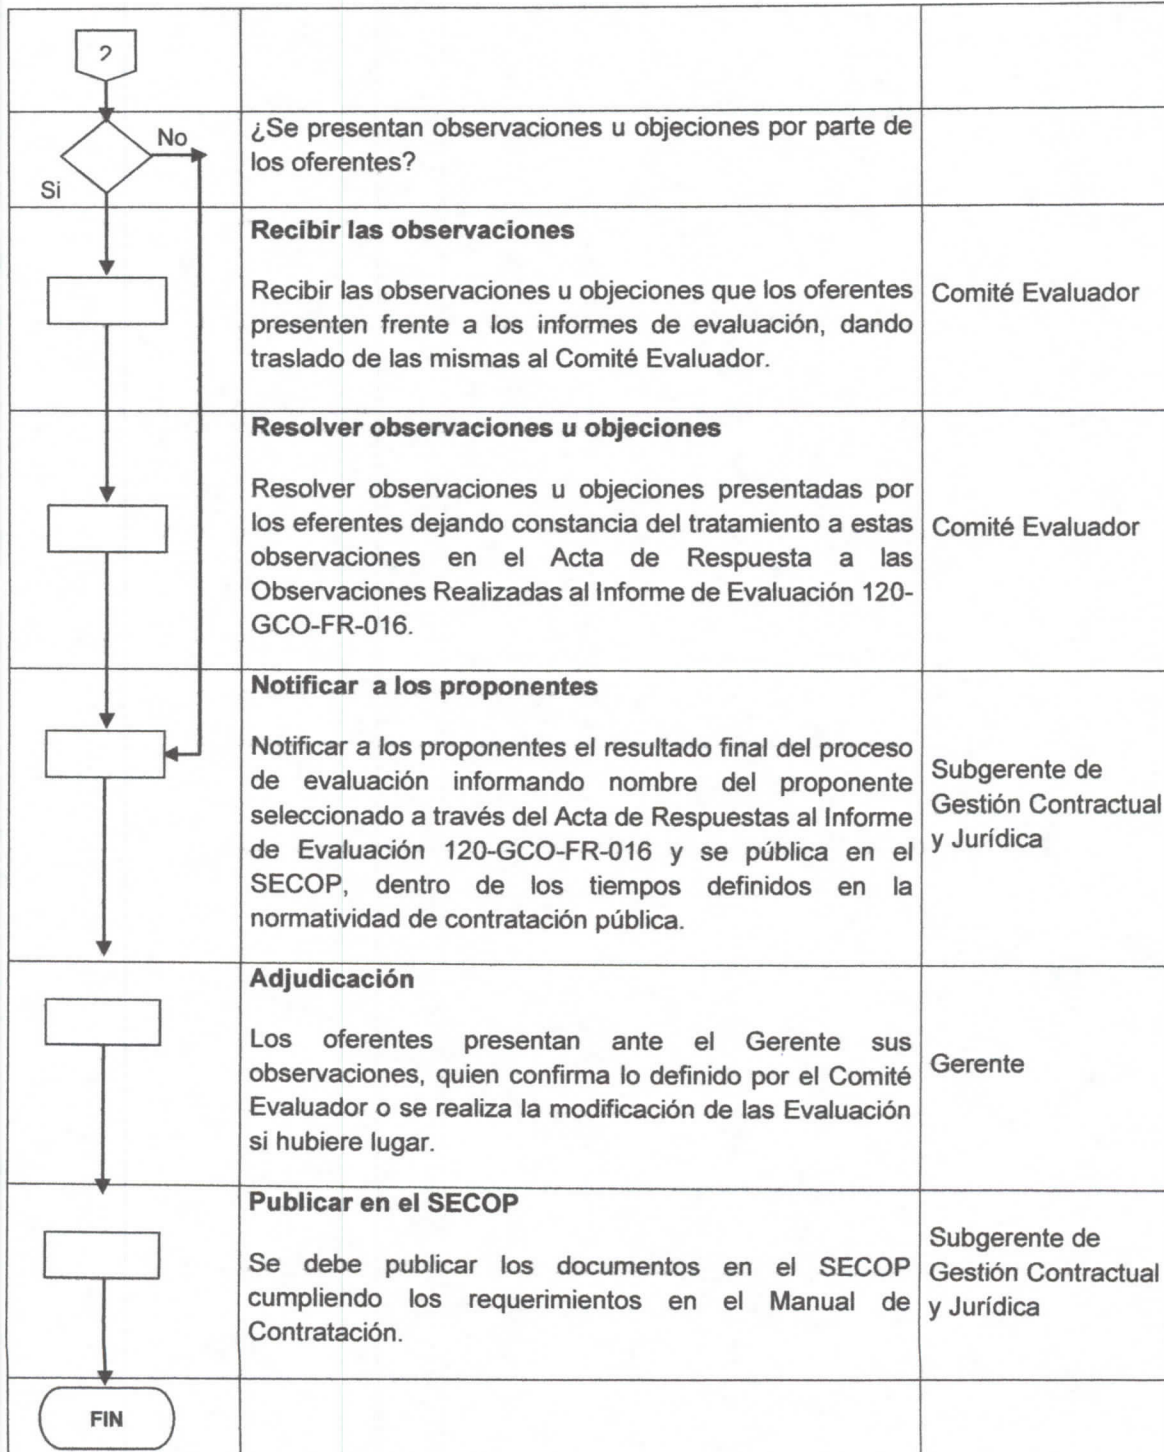 2
No
Si
¿Se presentan observaciones u objeciones por parte de
los oferentes?
Recibir las observaciones
Recibir las observaciones u objeciones que los oferentes
presenten frente a los informes de evaluación, dando
traslado de las mismas al Comité Evaluador.
Comité Evaluador
Resolver observaciones u objeciones
Resolver observaciones u objeciones presentadas por
los eferentes dejando constancia del tratamiento a estas
observaciones en el Acta de Respuesta a las
Observaciones Realizadas al Informe de Evaluación 120-
GCO-FR-016.
Comité Evaluador
Notificar a los proponentes
Notificar a los proponentes el resultado final del proceso
de evaluación informando nombre del proponente
seleccionado a través del Acta de Respuestas al Informe
de Evaluación 120-GCO-FR-016 y se pública en el
SECOP, dentro de los tiempos definidos en la
normatividad de contratación pública.
Subgerente de
Gestión Contractual
y Jurídica
Adjudicación
Los oferentes presentan ante el Gerente sus
observaciones, quien confirma lo definido por el Comité
Evaluador o se realiza la modificación de las Evaluación
si hubiere lugar.
Gerente
Publicar en el SECOP
Se debe publicar los documentos en el SECOP
cumpliendo los requerimientos en el Manual de
Contratación.
Subgerente de
Gestión Contractual
y Jurídica
FIN